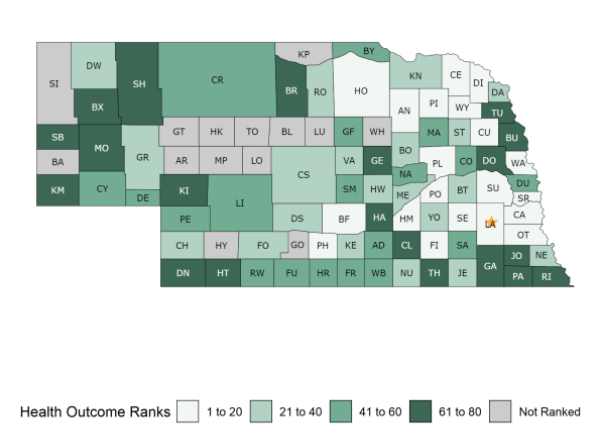 KP BY
DW
SI SH CR BR RO HO KN CE DI
BX DA
AN PI WY TU
SB GT HK TO BL LU GF WH MA ST CU BU
MO
BA GR AR MP LO VA GE BO PL CO DO WA
CS NA
KM CY KI SM HW ME PO BT SU DU
DE LI SR
PE DS BF HA HM YO SE LA CA
OT
CH HY FO GO PH KE AD CL FI SA JO NE
GA
DN HT RW FU HR FR WB NU TH JE PA RI
Health Outcome Ranks 1 to 20 21 to 40 41 to 60 61 to 80 Not Ranked